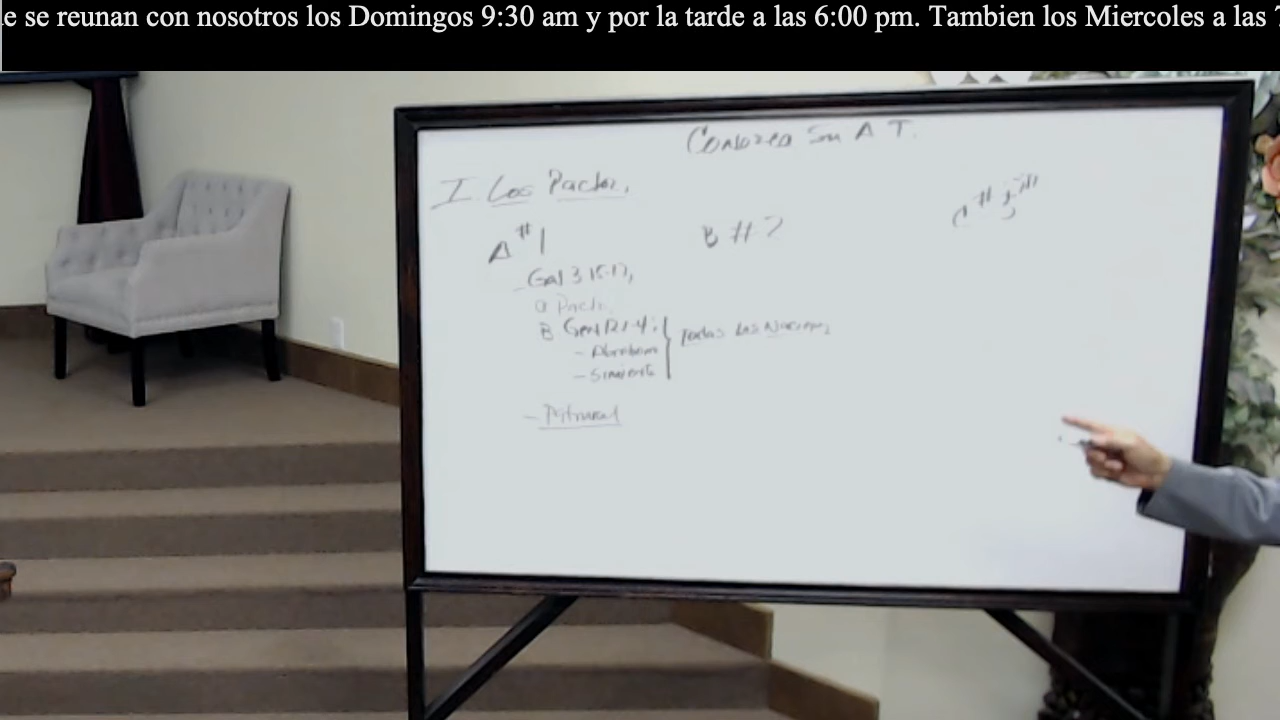 e se reunan con nosotros los Domingos 9:30 am y por la tarde a las 6:00 pm. Tambien los Miercoles a las
Conozca Su A T.
I. Los Pactos.
A #1
B #2
C #3
- Gal 3:15-17,
a Pacto.
B Gen 12:1-4: Todas Las Naciones
- Abraham
- Simiente